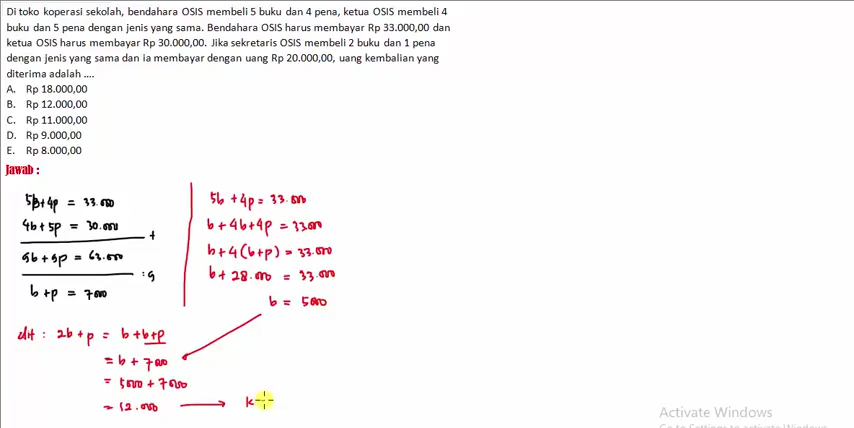 Di toko koperasi sekolah, bendahara OSIS membeli 5 buku dan 4 pena, ketua OSIS membeli 4
buku dan 5 pena dengan jenis yang sama. Bendahara OSIS harus membayar Rp 33.000,00 dan
ketua OSIS harus membayar Rp 30.000,00. Jika sekretaris OSIS membeli 2 buku dan 1 pena
dengan jenis yang sama dan ia membayar dengan uang Rp 20.000,00, uang kembalian yang
diterima adalah ....
A. Rp 18.000,00
B. Rp 12.000,00
C. Rp 11.000,00
D. Rp 9.000,00
E. Rp 8.000,00
Jawab :
5b+4p = 33.000
4b+5p = 30.000
+
9b+9p = 63.000
:9
b+p = 7000
5b+4p = 33.000
b+4b+4p = 33.000
b+4(b+p) = 33.000
b+28.000 = 33.000
b = 5000
dit : 2b+p = b+b+p
= b+7000
= 5000+7000
= 12.000 → k
Activate Windows